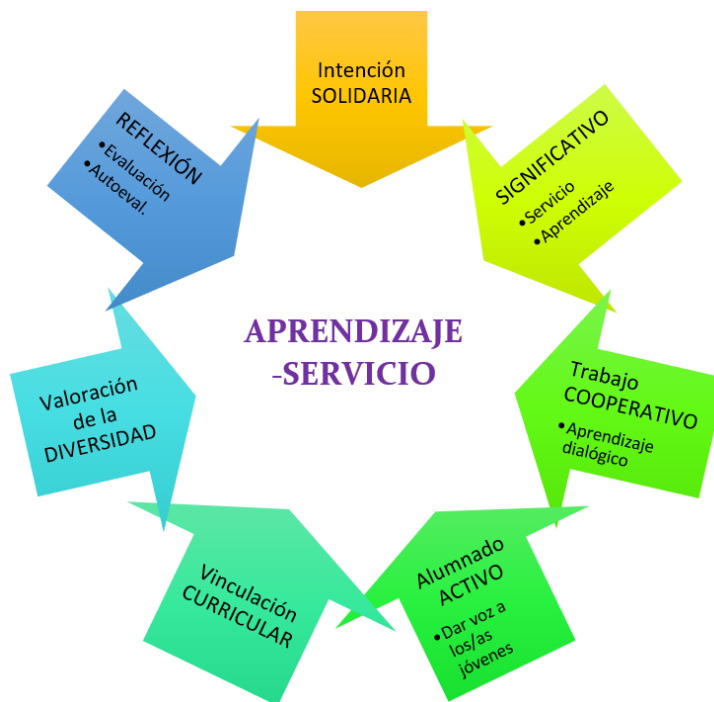 Intención
SOLIDARIA
SIGNIFICATIVO
•Servicio
•Aprendizaje
Trabajo
COOPERATIVO
•Aprendizaje
dialógico
Alumnado
ACTIVO
•Dar voz a
los/as
jóvenes
Vinculación
CURRICULAR
Valoración
de la
DIVERSIDAD
REFLEXIÓN
•Evaluación
•Autoeval.
APRENDIZAJE
-SERVICIO